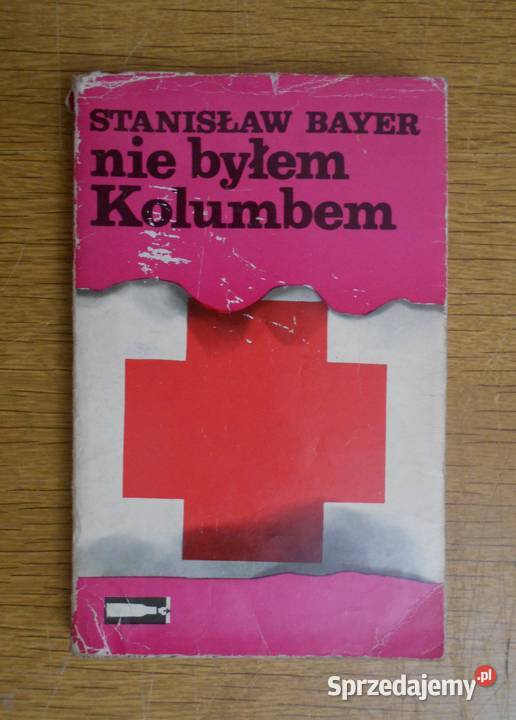 STANISŁAW BAYER
nie byłem
Kolumbem
Sprzedajemy.pl